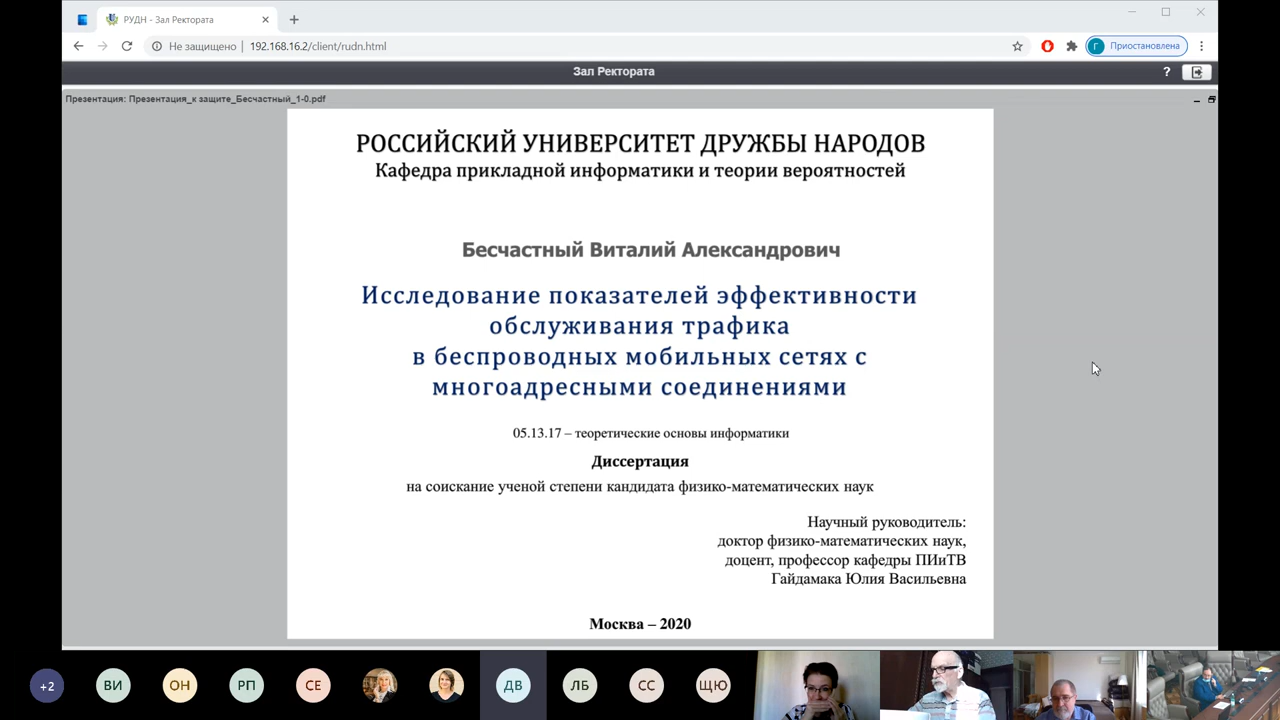 РУДН - Зал Ректората
Не защищено
192.168.16.2/client/rudn.html
Г
Приостановлена
Зал Ректората
?
Презентация: Презентация_к защите_Бесчастный_1-0.pdf
РОССИЙСКИЙ УНИВЕРСИТЕТ ДРУЖБЫ НАРОДОВ
Кафедра прикладной информатики и теории вероятностей
Бесчастный Виталий Александрович
Исследование показателей эффективности
обслуживания трафика
в беспроводных мобильных сетях с
многоадресными соединениями
05.13.17 – теоретические основы информатики
Диссертация
на соискание ученой степени кандидата физико-математических наук
Научный руководитель:
доктор физико-математических наук,
доцент, профессор кафедры ПИиТВ
Гайдамака Юлия Васильевна
Москва – 2020
+2 ВИ ОН РП СЕ ДВ ЛБ СС ЩЮ